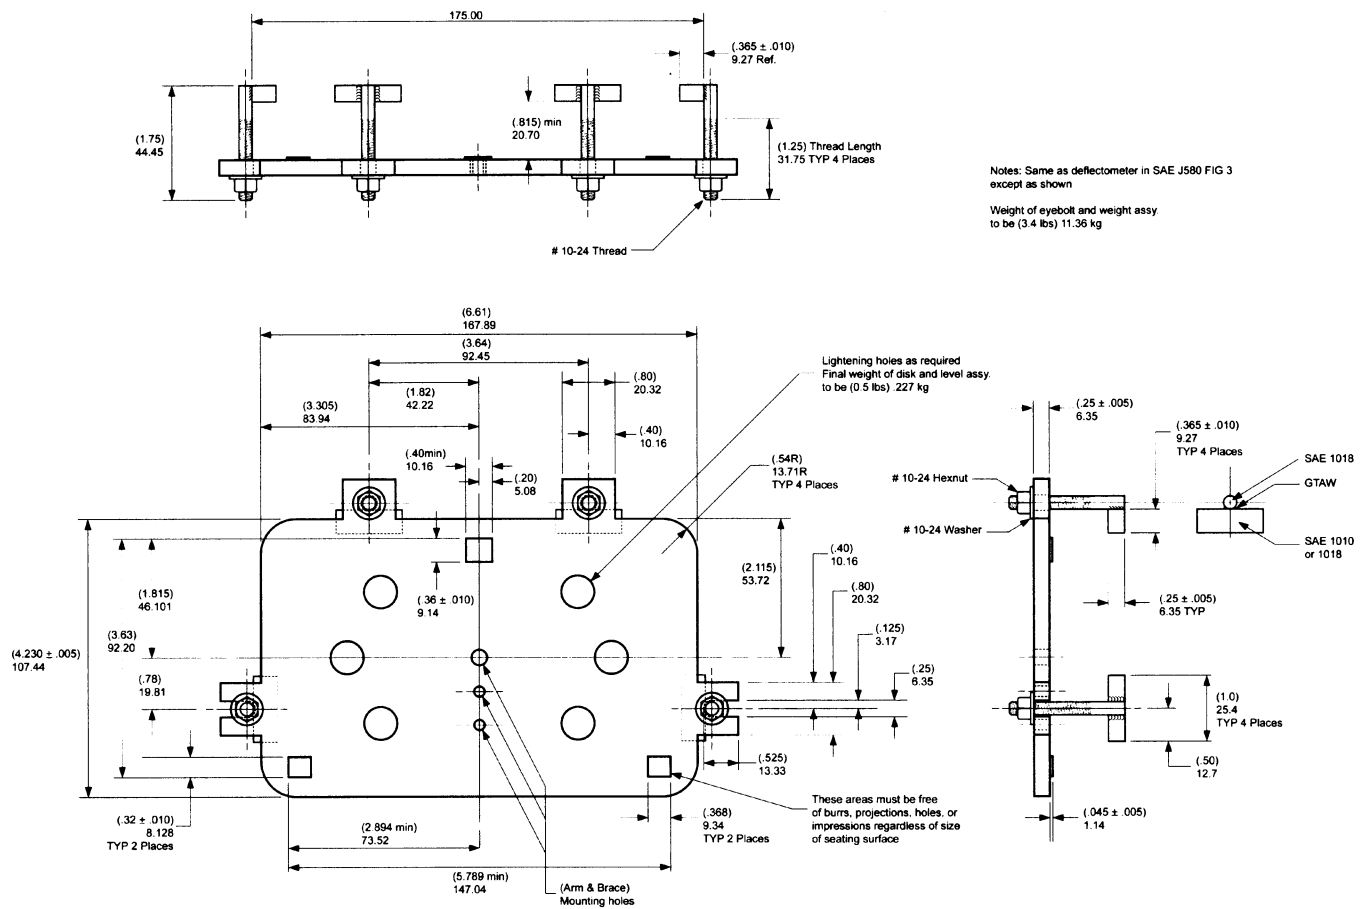 175.00
(.365 ± .010)
9.27 Ref.
(.815) min
20.70
(1.75)
44.45
(1.25) Thread Length
31.75 TYP 4 Places
# 10-24 Thread
Notes: Same as deflectometer in SAE J580 FIG 3
except as shown
Weight of eyebolt and weight assy.
to be (3.4 lbs) 11.36 kg
(6.61)
167.89
(3.64)
92.45
(1.82)
42.22
(3.305)
83.94
(.80)
20.32
(.40)
10.16
(.40min)
10.16
(.20)
5.08
Lightening holes as required
Final weight of disk and level assy.
to be (0.5 lbs) .227 kg
(.54R)
13.71R
TYP 4 Places
(2.115)
53.72
(.36 ± .010)
9.14
(1.815)
46.101
(3.63)
92.20
(4.230 ± .005)
107.44
(.78)
19.81
(.32 ± .010)
8.128
TYP 2 Places
(2.894 min)
73.52
(5.789 min)
147.04
(Arm & Brace)
Mounting holes
(.368)
9.34
TYP 2 Places
(.525)
13.33
These areas must be free
of burrs, projections, holes, or
impressions regardless of size
of seating surface
(.40)
10.16
(.80)
20.32
(.125)
3.17
(.25)
6.35
(.25 ± .005)
6.35
(.365 ± .010)
9.27
TYP 4 Places
# 10-24 Hexnut
# 10-24 Washer
SAE 1018
GTAW
SAE 1010
or 1018
(.25 ± .005)
6.35 TYP
(1.0)
25.4
TYP 4 Places
(.50)
12.7
(.045 ± .005)
1.14